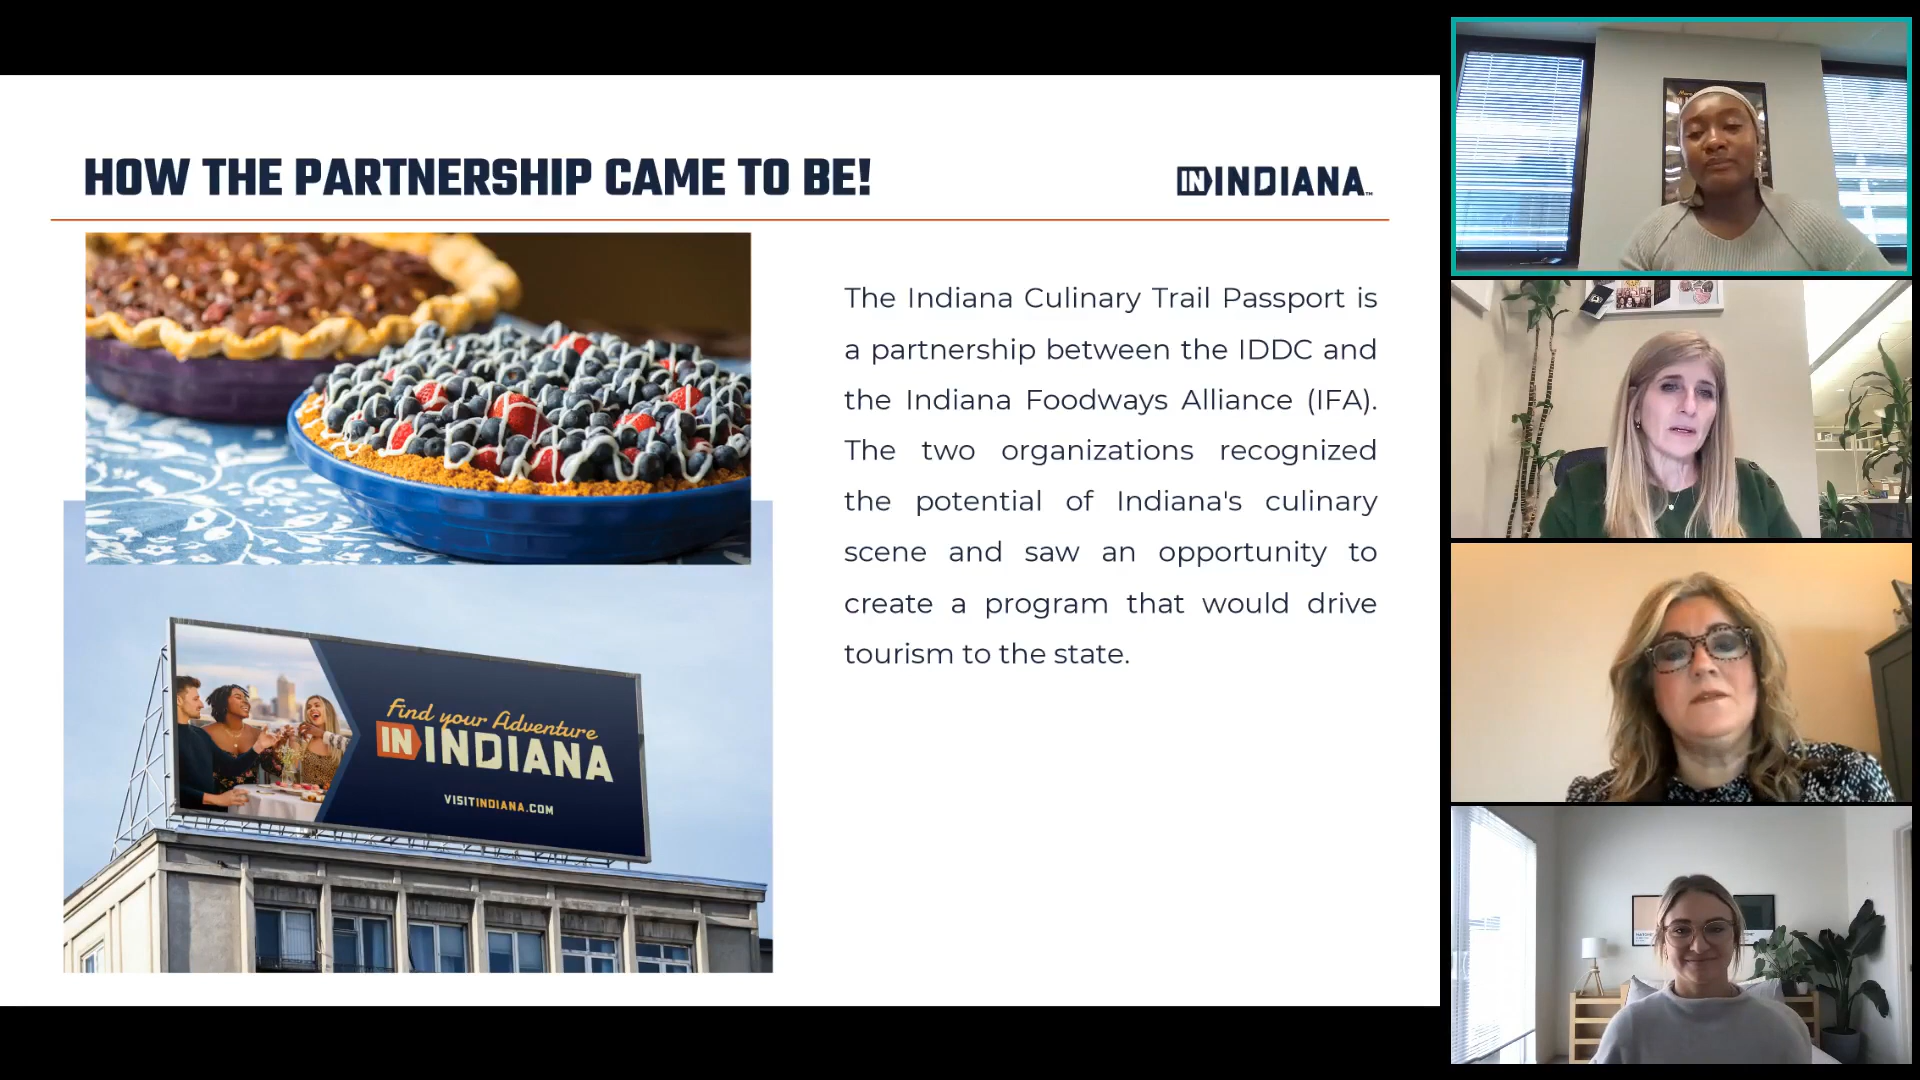 HOW THE PARTNERSHIP CAME TO BE!
IN INDIANA™
The Indiana Culinary Trail Passport is
a partnership between the IDDC and
the Indiana Foodways Alliance (IFA).
The two organizations recognized
the potential of Indiana's culinary
scene and saw an opportunity to
create a program that would drive
tourism to the state.
Find your Adventure
IN INDIANA
VISITINDIANA.COM